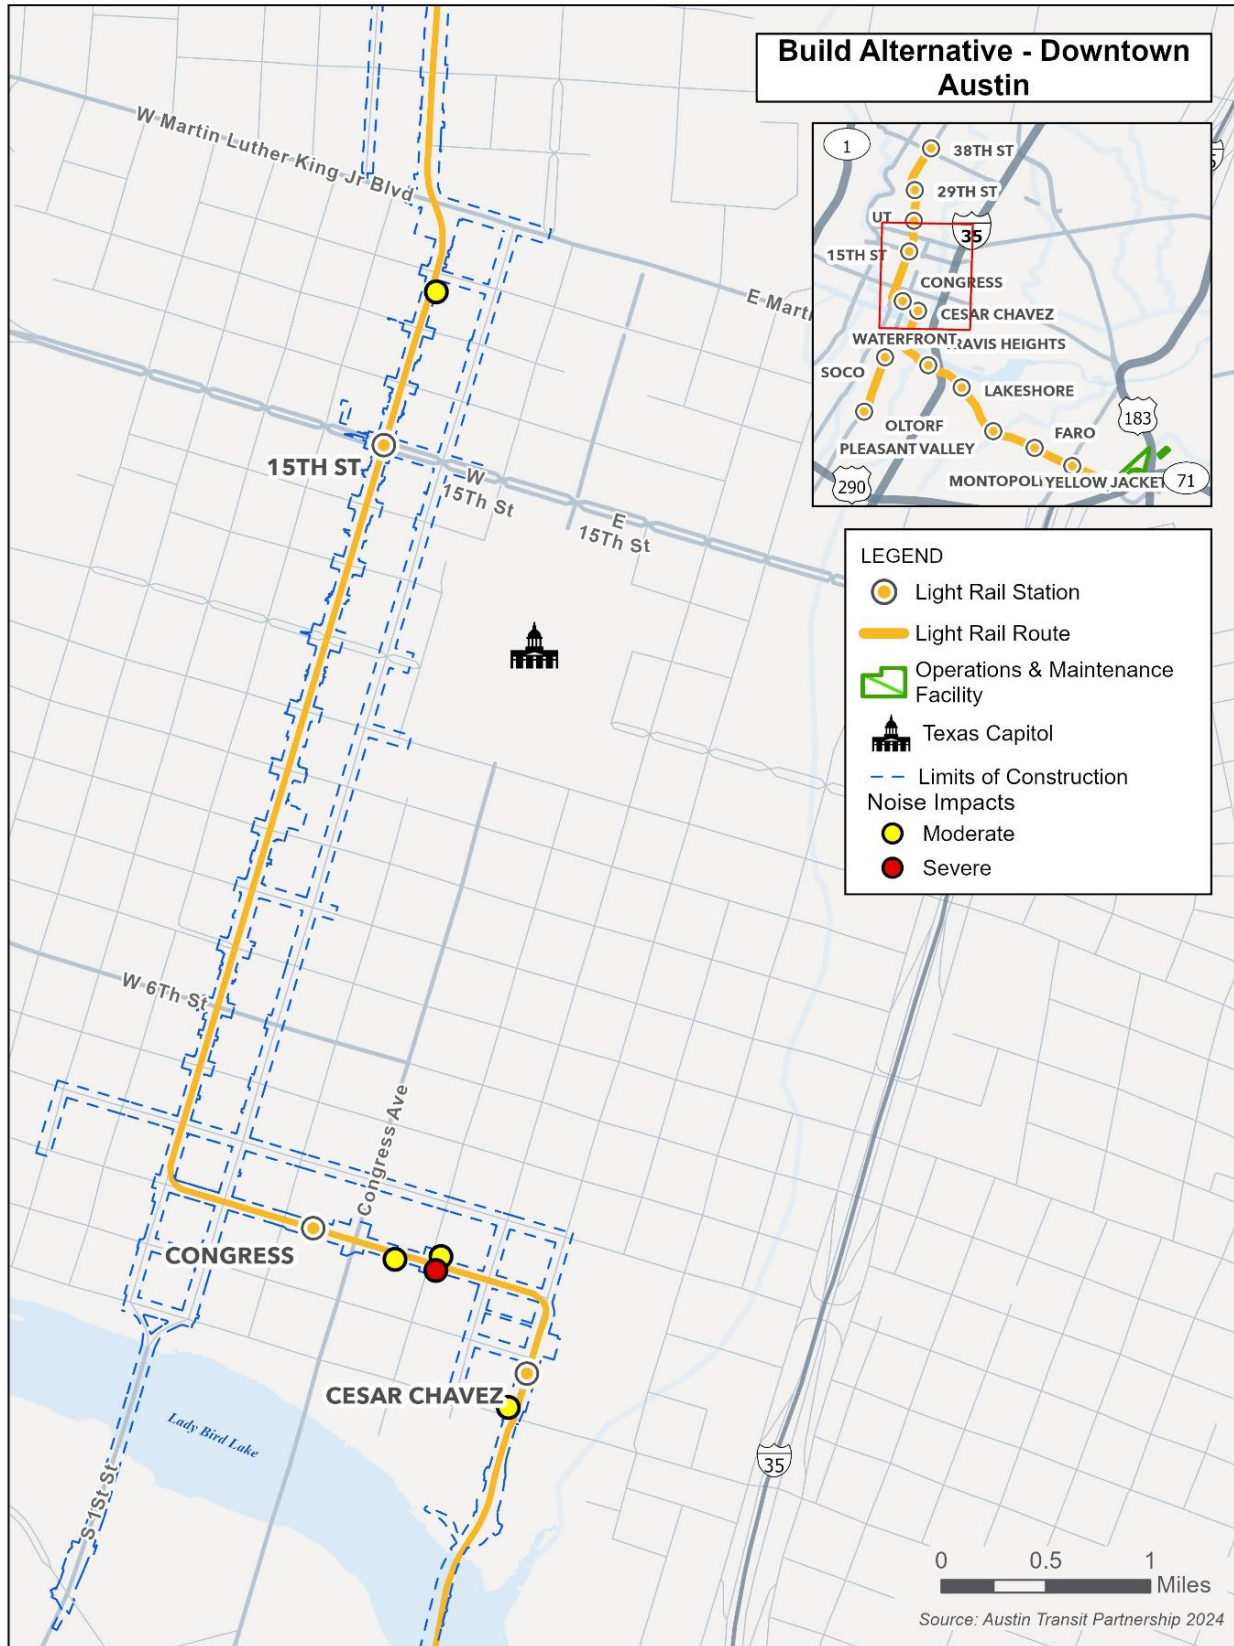 Build Alternative - Downtown
Austin
W Martin Luther King Jr Blvd
E Marti
15TH ST
W
15Th St
E
15Th St
W 6Th St
Congress Ave
CONGRESS
CESAR CHAVEZ
Lady Bird Lake
S 1St St
35
1
38TH ST
29TH ST
UT
35
15TH ST
CONGRESS
CESAR CHAVEZ
WATERFRONT
TRAVIS HEIGHTS
SOCO
LAKESHORE
OLTORF
183
FARO
PLEASANT VALLEY
MONTOPOLI
YELLOW JACKET
71
290
LEGEND
Light Rail Station
Light Rail Route
Operations & Maintenance
Facility
Texas Capitol
Limits of Construction
Noise Impacts
Moderate
Severe
0 0.5 1
Miles
Source: Austin Transit Partnership 2024